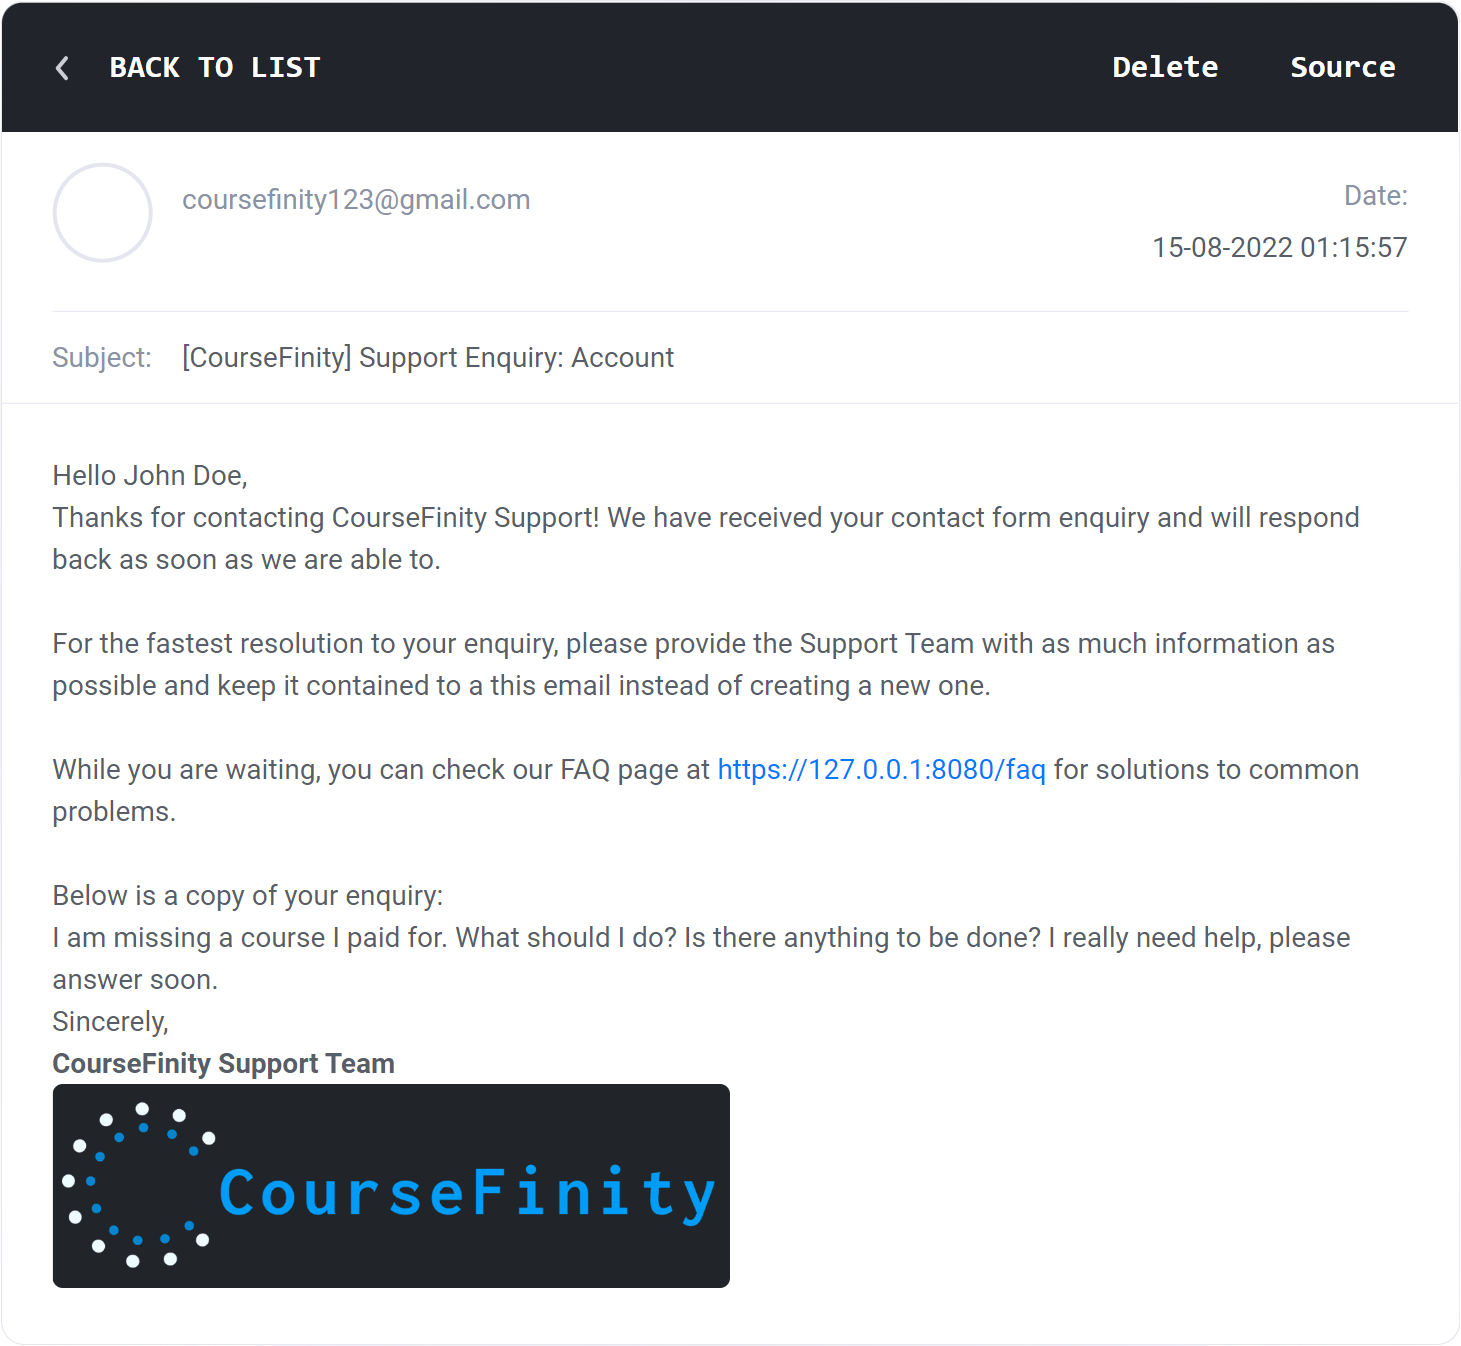 BACK TO LIST
Delete
Source
coursefinity123@gmail.com
Date:
15-08-2022 01:15:57
Subject: [CourseFinity] Support Enquiry: Account
Hello John Doe,
Thanks for contacting CourseFinity Support! We have received your contact form enquiry and will respond
back as soon as we are able to.
For the fastest resolution to your enquiry, please provide the Support Team with as much information as
possible and keep it contained to a this email instead of creating a new one.
While you are waiting, you can check our FAQ page at https://127.0.0.1:8080/faq for solutions to common
problems.
Below is a copy of your enquiry:
I am missing a course I paid for. What should I do? Is there anything to be done? I really need help, please
answer soon.
Sincerely,
CourseFinity Support Team
CourseFinity